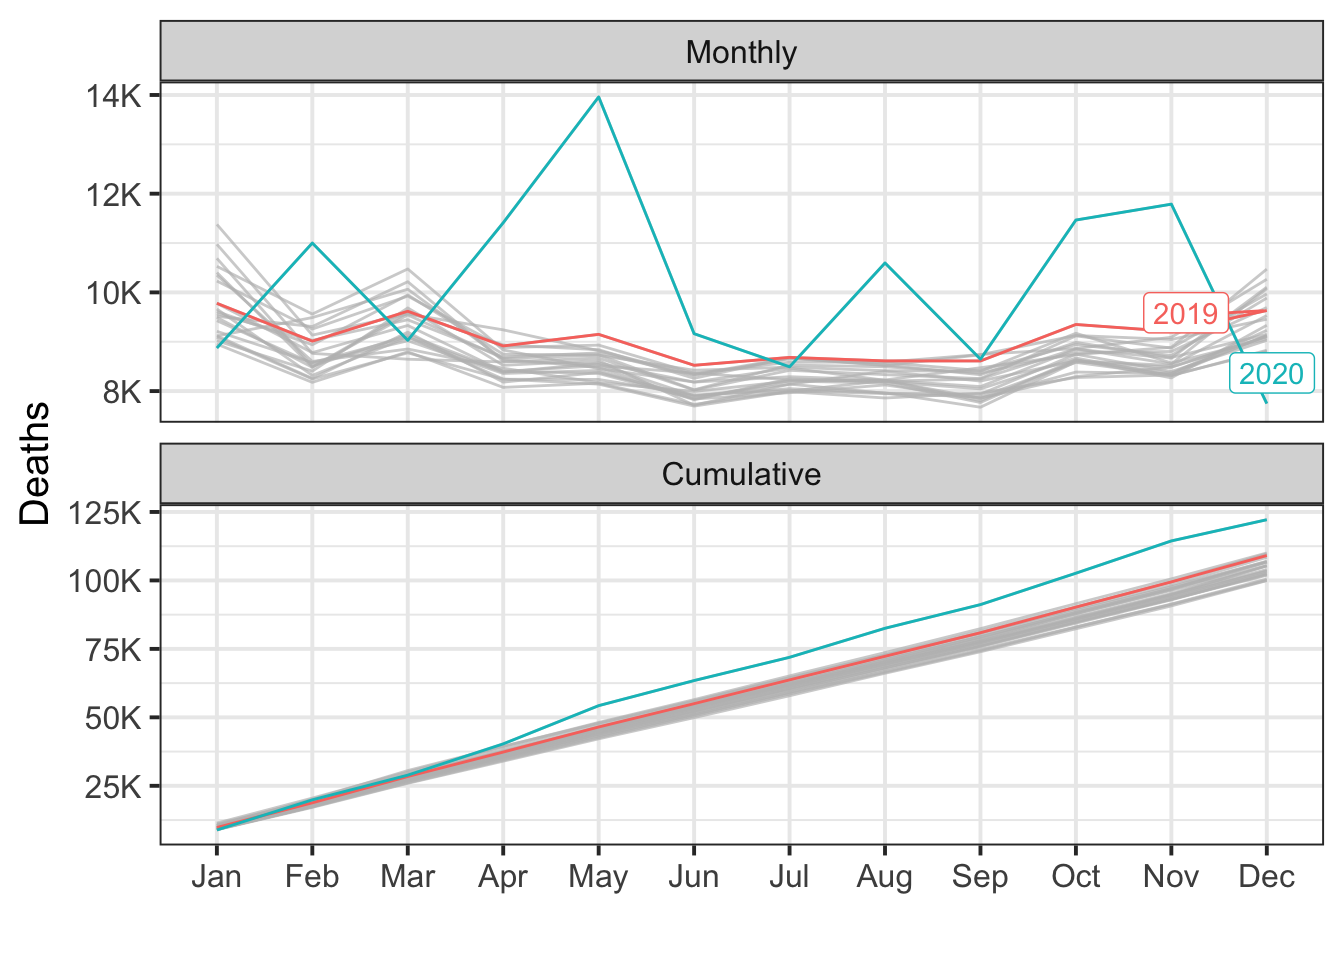 Monthly
14K
12K
10K
8K
2019
2020
Deaths
Cumulative
125K
100K
75K
50K
25K
Jan Feb Mar Apr May Jun Jul Aug Sep Oct Nov Dec